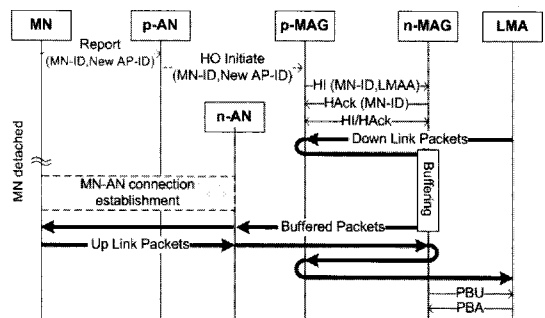 MN p-AN p-MAG n-MAG LMA
Report
(MN-ID,New AP-ID)
HO Initiate
(MN-ID,New AP-ID)
HI (MN-ID,LMAA)
HAck (MN-ID)
HI/HAck
n-AN
Down Link Packets
MN detached
Buffering
MN-AN connection
establishment
Buffered Packets
Up Link Packets
PBU
PBA